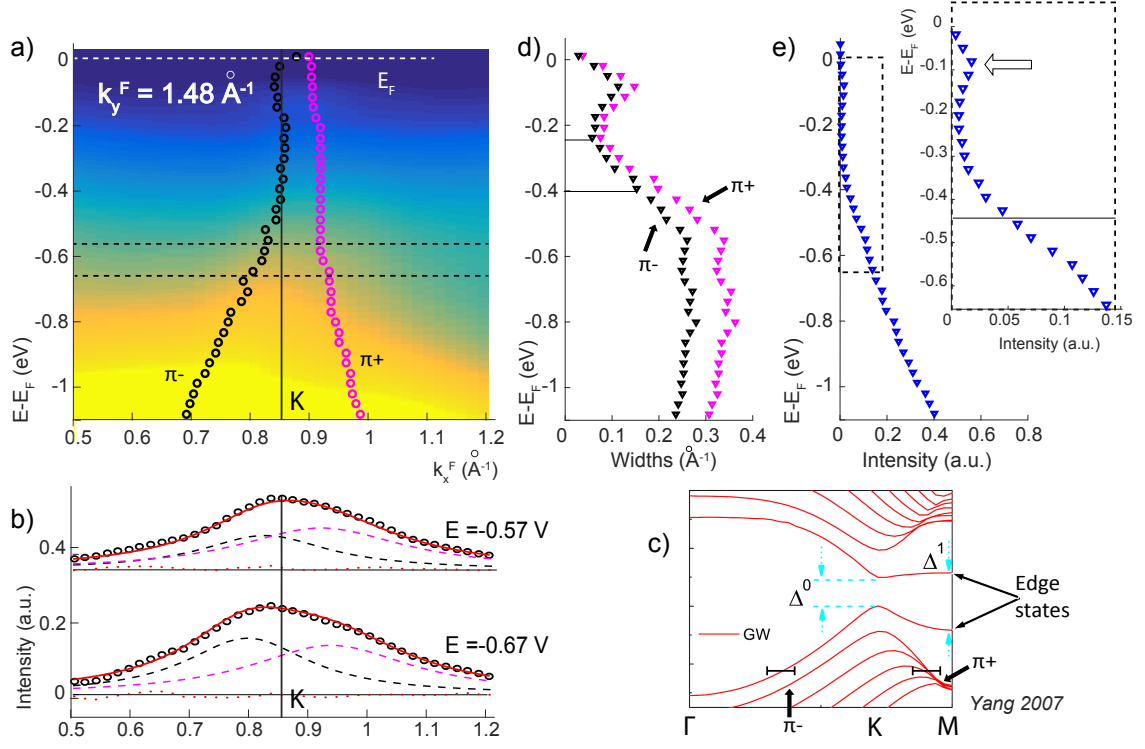 a)
k_y^F = 1.48 Å⁻¹
E_F
π-
π+
K
0
-0.2
-0.4
-0.6
-0.8
-1
E-E_F (eV)
0.5 0.6 0.7 0.8 0.9 1 1.1 1.2
k_x^F (Å⁻¹)
b)
E =-0.57 V
0.4
E =-0.67 V
0.2
0
K
Intensity (a.u.)
0.5 0.6 0.7 0.8 0.9 1 1.1 1.2
d)
0
-0.2
-0.4
-0.6
-0.8
-1
E-E_F (eV)
π+
π-
0 0.1 0.2 0.3 0.4
Widths (Å⁻¹)
e)
0
-0.2
-0.4
-0.6
-0.8
-1
E-E_F (eV)
0 0.2 0.4 0.6 0.8
Intensity (a.u.)
0
-0.1
-0.2
-0.3
-0.4
-0.5
-0.6
E-E_F (eV)
0 0.05 0.1 0.15
Intensity (a.u.)
c)
Δ⁰
Δ¹
Edge
states
GW
π-
π+
Yang 2007
Γ K M